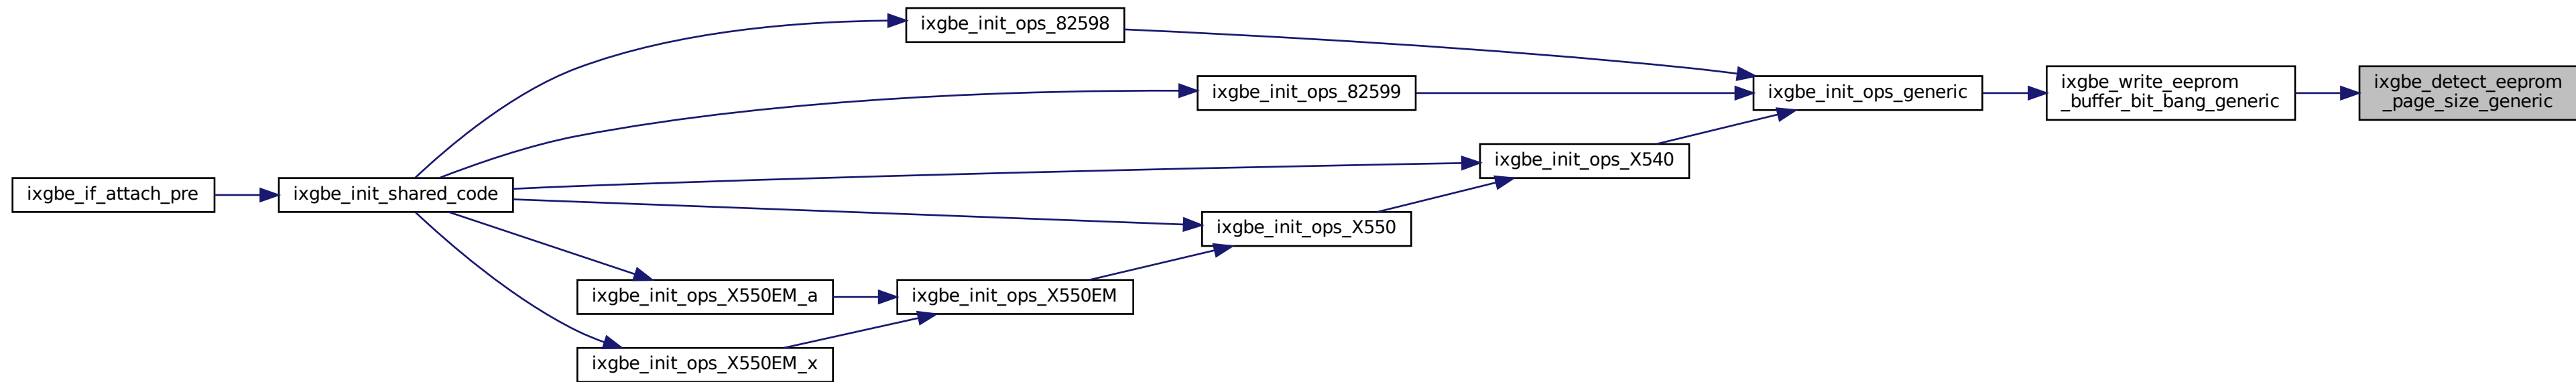 ixgbe_init_ops_82598
ixgbe_init_ops_82599
ixgbe_init_ops_generic
ixgbe_write_eeprom
_buffer_bit_bang_generic
ixgbe_detect_eeprom
_page_size_generic
ixgbe_init_ops_X540
ixgbe_if_attach_pre
ixgbe_init_shared_code
ixgbe_init_ops_X550
ixgbe_init_ops_X550EM_a
ixgbe_init_ops_X550EM
ixgbe_init_ops_X550EM_x